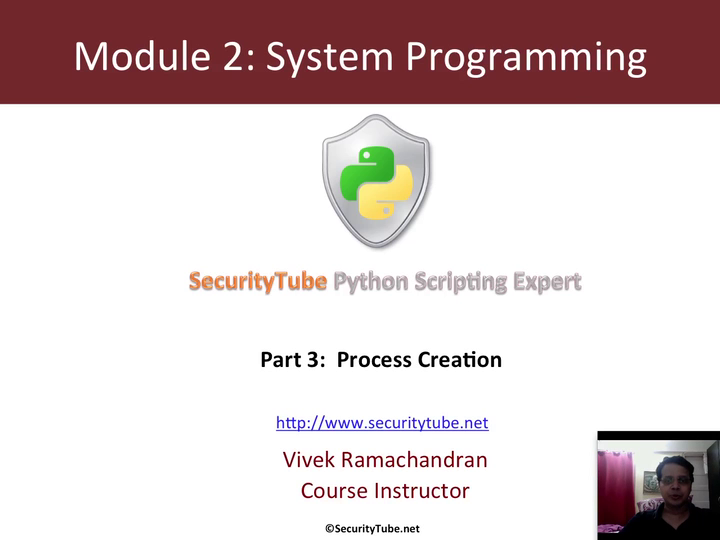 Module 2: System Programming
SecurityTube Python Scripting Expert
Part 3: Process Creation
http://www.securitytube.net
Vivek Ramachandran
Course Instructor
©SecurityTube.net